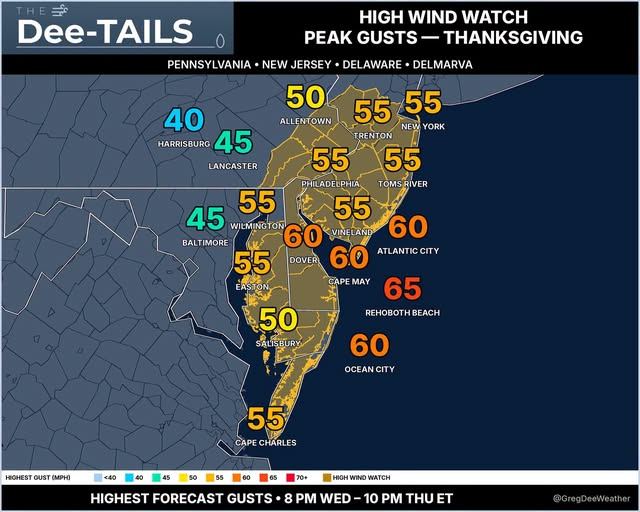 THE
Dee-TAILS
HIGH WIND WATCH
PEAK GUSTS — THANKSGIVING
PENNSYLVANIA • NEW JERSEY • DELAWARE • DELMARVA
50
ALLENTOWN
55
TRENTON
55
NEW YORK
40
HARRISBURG
45
LANCASTER
55
PHILADELPHIA
55
TOMS RIVER
55
WILMINGTON
55
VINELAND
45
BALTIMORE
60
DOVER
60
ATLANTIC CITY
60
CAPE MAY
55
EASTON
65
REHOBOTH BEACH
50
SALISBURY
60
OCEAN CITY
55
CAPE CHARLES
HIGHEST GUST (MPH) <40 40 45 50 55 60 65 70+ HIGH WIND WATCH
HIGHEST FORECAST GUSTS • 8 PM WED – 10 PM THU ET
@GregDeeWeather